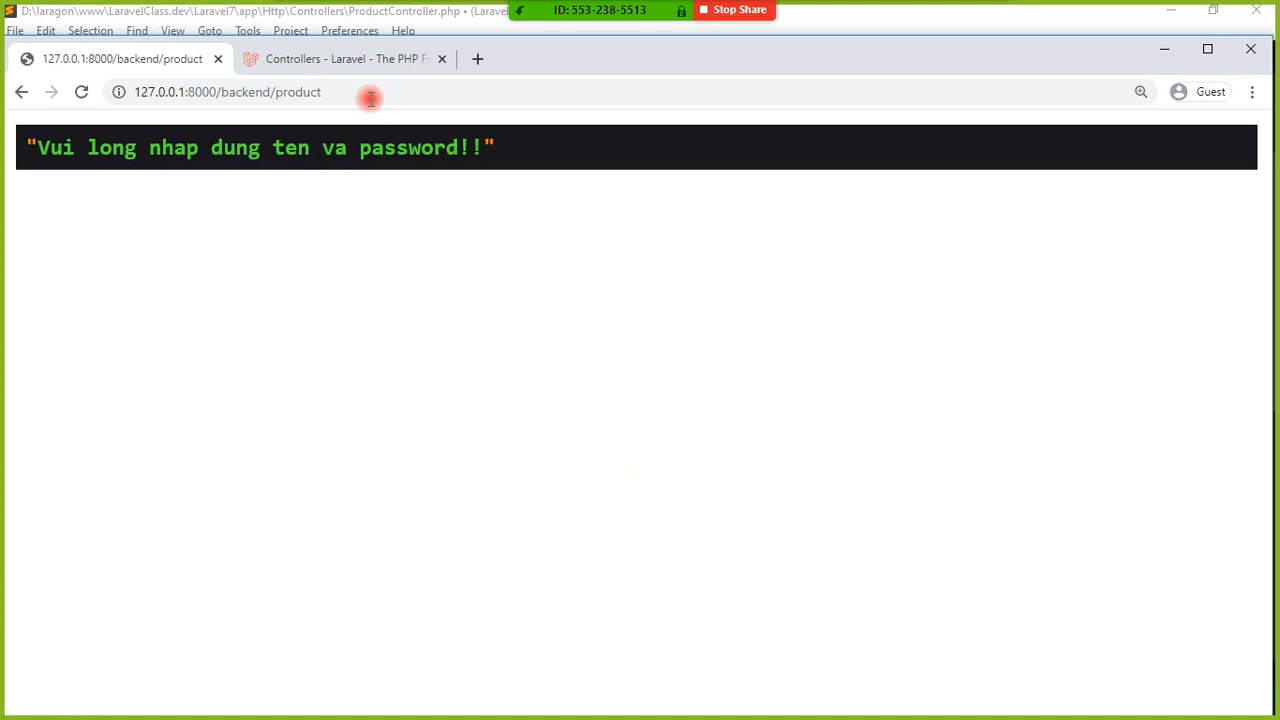 D:\laragon\www\LaravelClass.dev\Laravel7\app\Http\Controllers\ProductController.php • (Larave
ID: 553-238-5513
Stop Share
File Edit Selection Find View Goto Tools Project Preferences Help
127.0.0.1:8000/backend/product
Controllers - Laravel - The PHP F
127.0.0.1:8000/backend/product
Guest
"Vui long nhap dung ten va password!!"